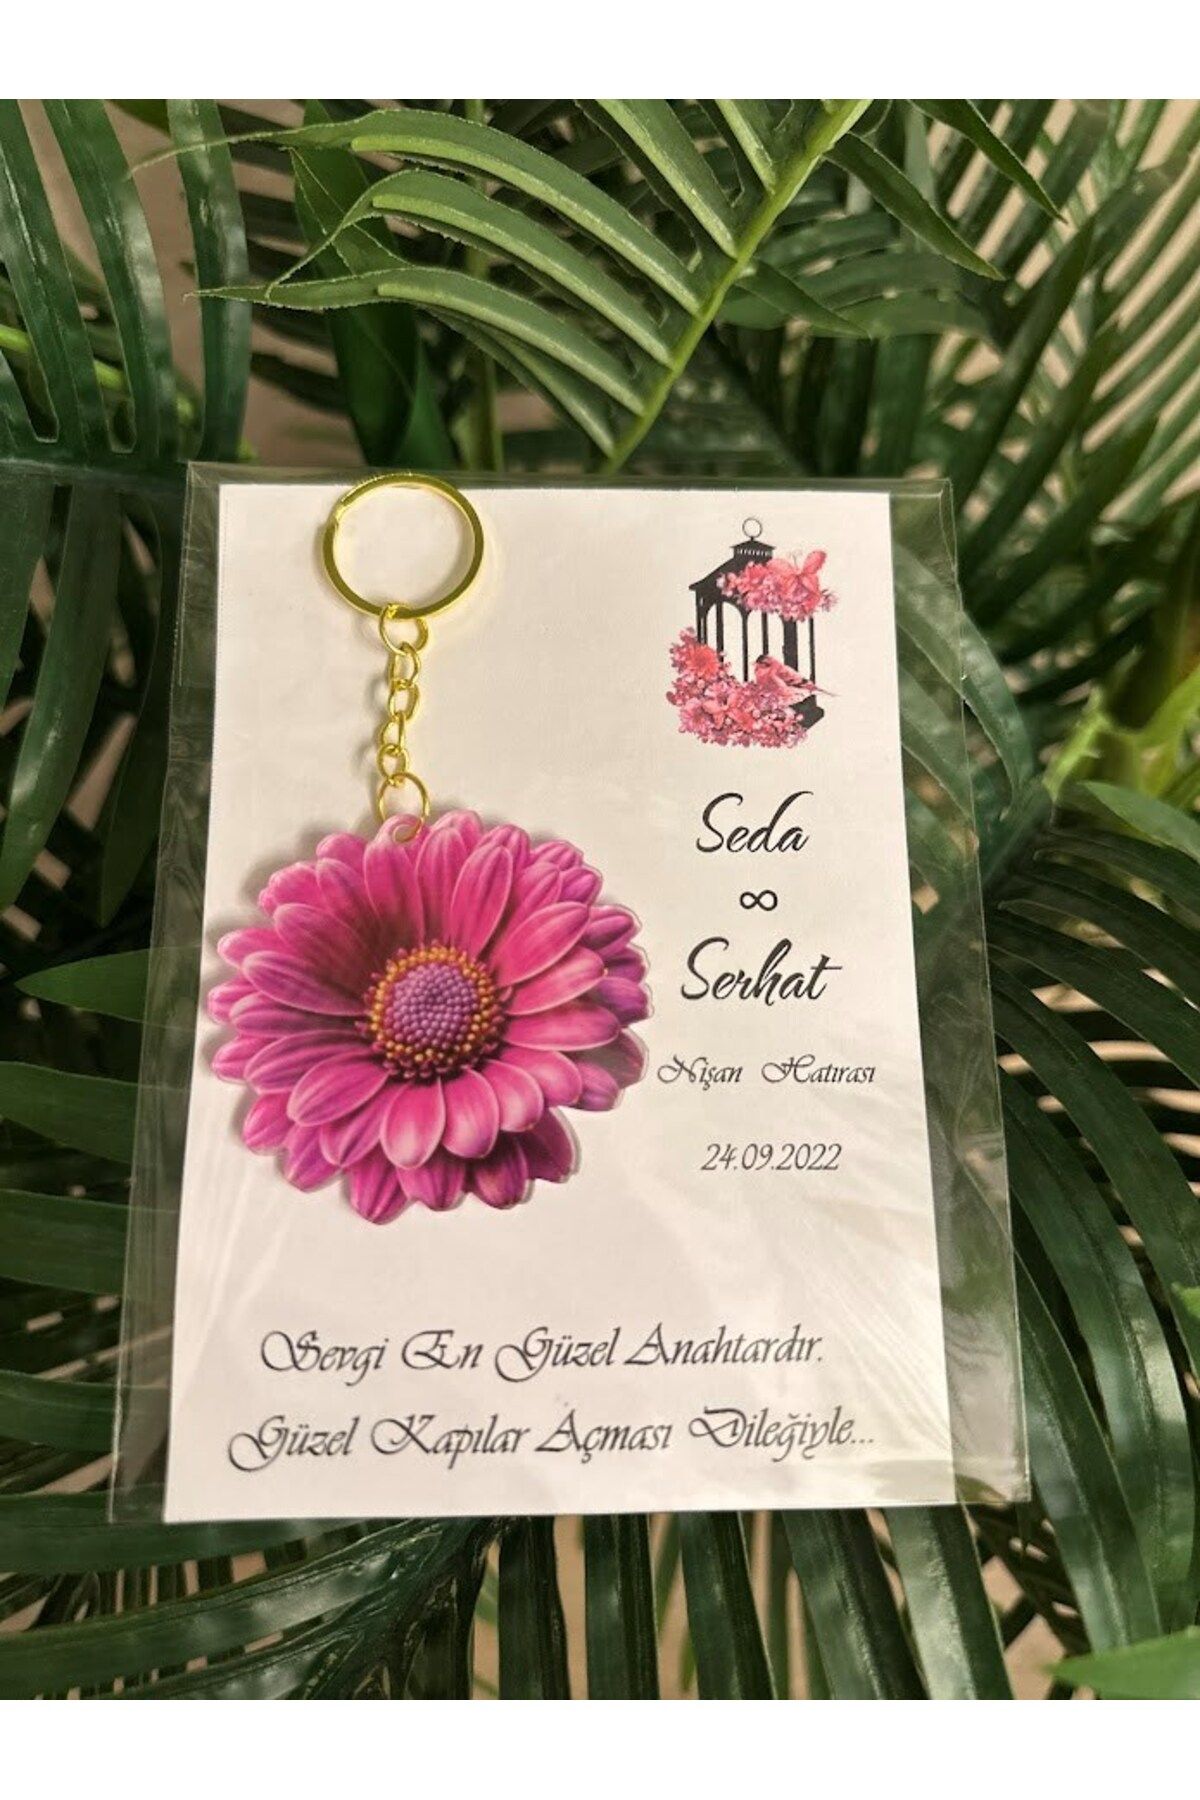 Seda
∞
Serhat
Nişan Hatırası
24.09.2022
Sevgi En Güzel Anahtardır.
Güzel Kapılar Açması Dileğiyle...